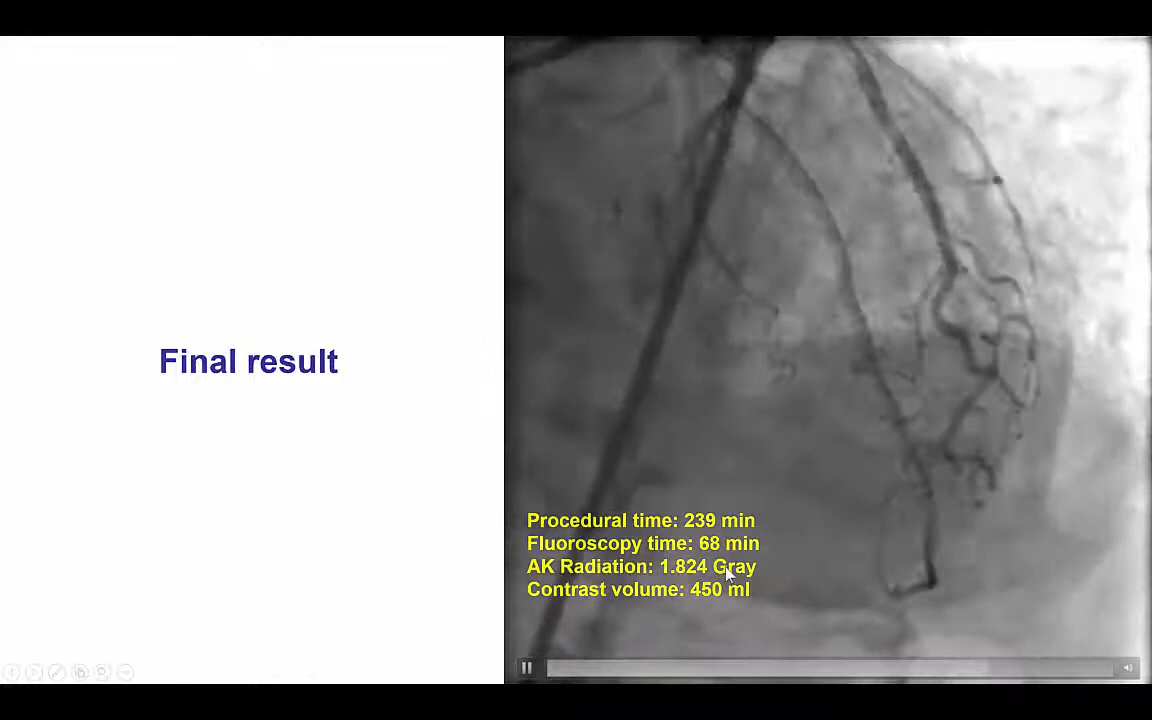 Final result
Procedural time: 239 min
Fluoroscopy time: 68 min
AK Radiation: 1.824 Gray
Contrast volume: 450 ml